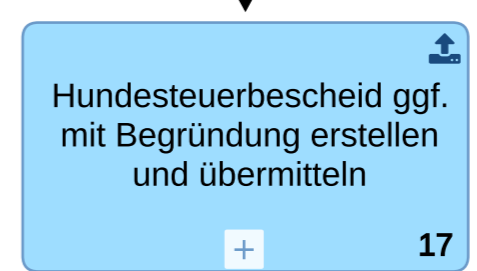 Hundesteuerbescheid ggf.
mit Begründung erstellen
und übermitteln
+
17